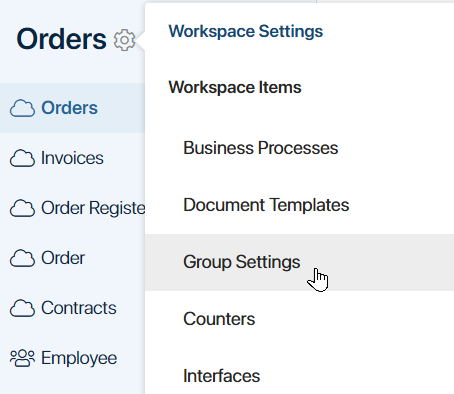 Orders
Orders
Invoices
Order Registe
Order
Contracts
Employee
Workspace Settings
Workspace Items
Business Processes
Document Templates
Group Settings
Counters
Interfaces